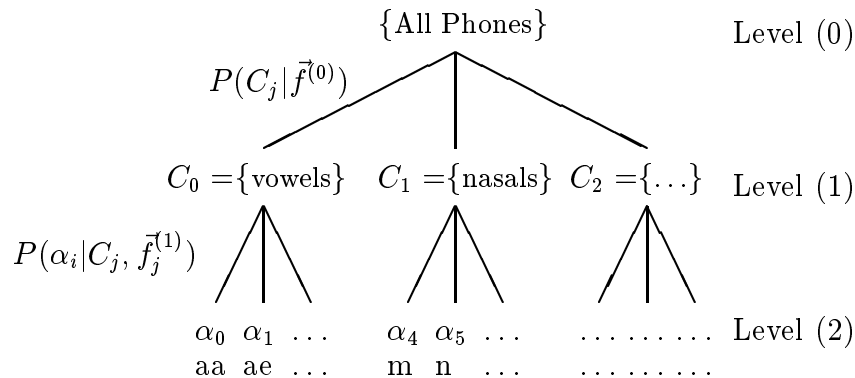 {All Phones} Level (0)
P(C_j|f⃗^(0))
C_0 ={vowels} C_1 ={nasals} C_2 ={...} Level (1)
P(α_i|C_j, f⃗_j^(1))
α_0 α_1 ... α_4 α_5 ... ... ... ... Level (2)
aa ae ... m n ... ... ... ...